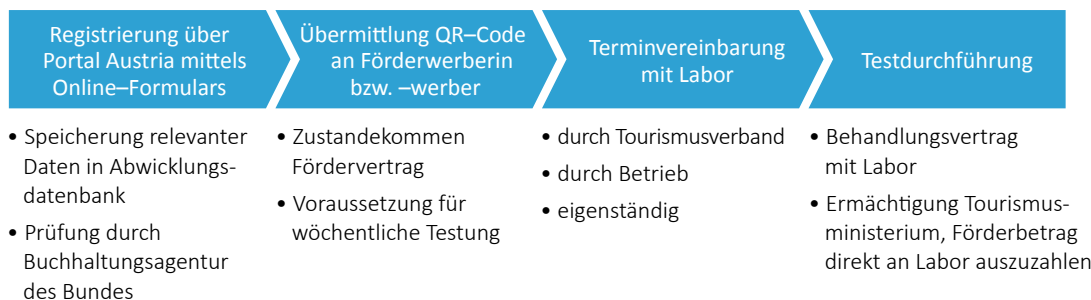 Registrierung über
Portal Austria mittels
Online–Formulars
Übermittlung QR–Code
an Förderwerberin
bzw. –werber
Terminvereinbarung
mit Labor
Testdurchführung
• Speicherung relevanter
Daten in Abwicklungs-
datenbank
• Prüfung durch
Buchhaltungsagentur
des Bundes
• Zustandekommen
Fördervertrag
• Voraussetzung für
wöchentliche Testung
• durch Tourismusverband
• durch Betrieb
• eigenständig
• Behandlungsvertrag
mit Labor
• Ermächtigung Tourismus-
ministerium, Förderbetrag
direkt an Labor auszuzahlen